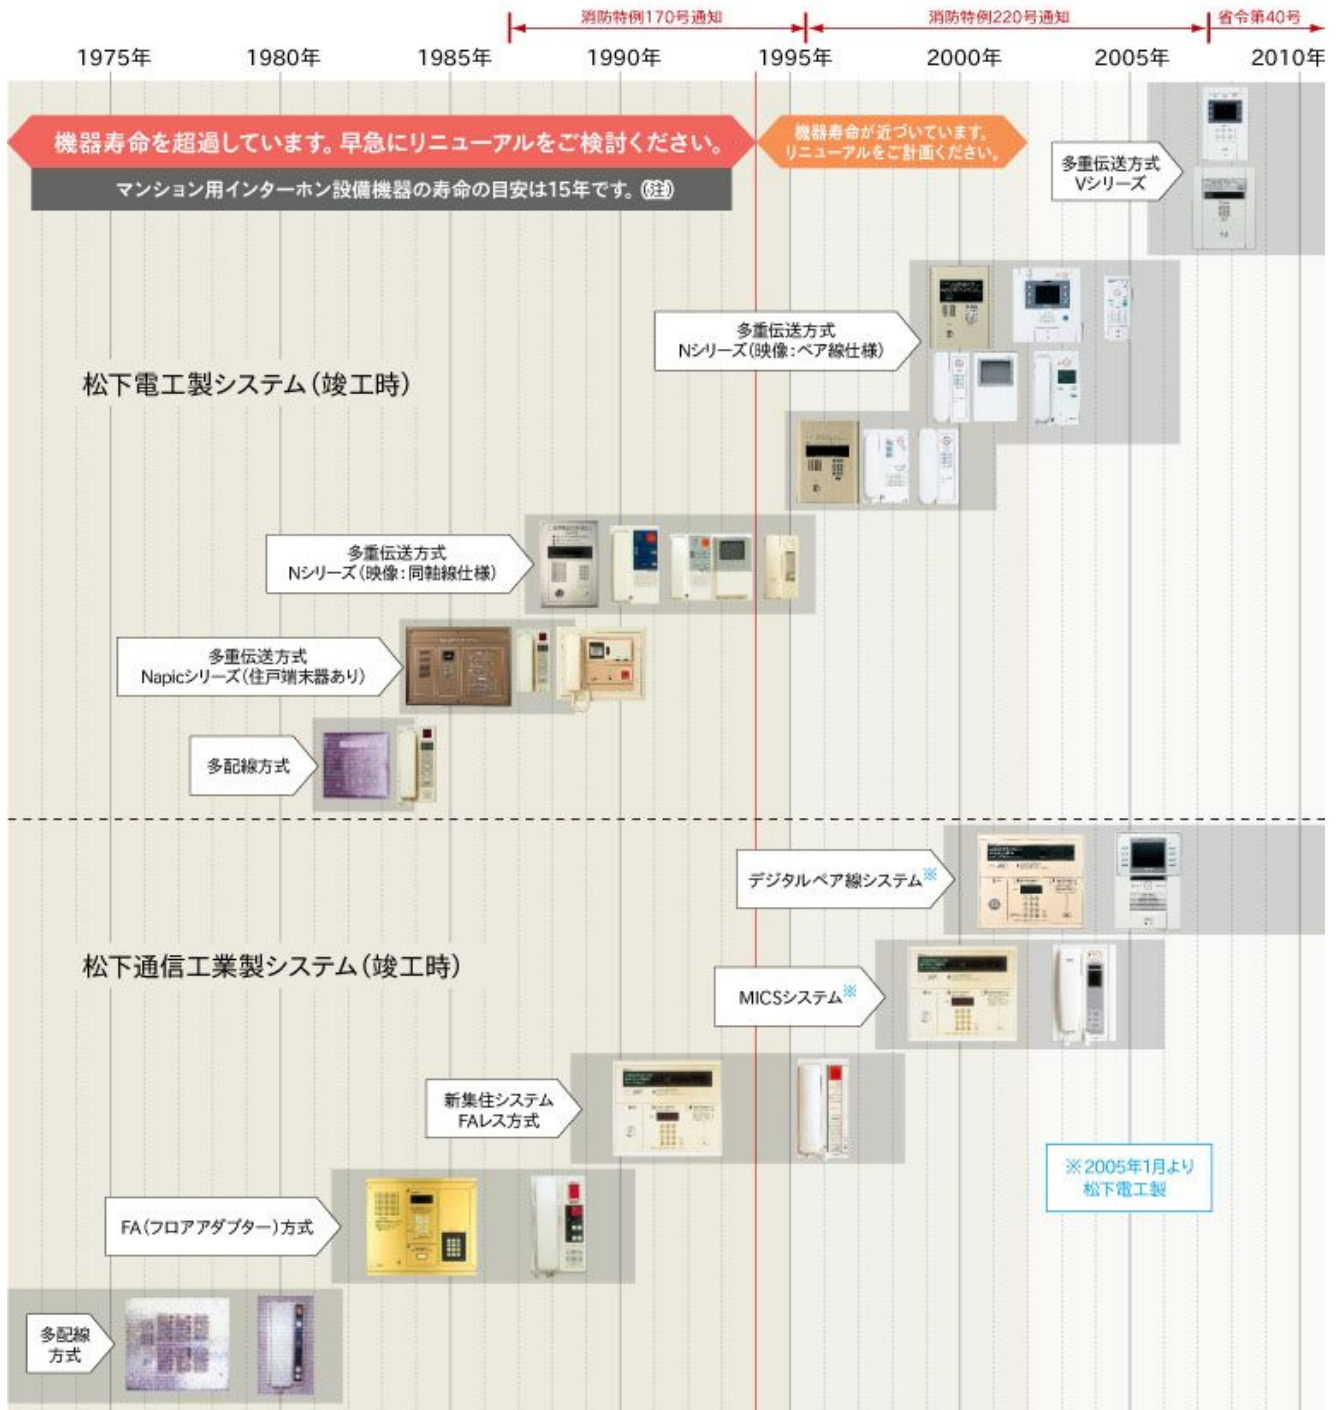 消防特例170号通知
消防特例220号通知
省令第40号
1975年
1980年
1985年
1990年
1995年
2000年
2005年
2010年
機器寿命を超過しています。早急にリニューアルをご検討ください。
機器寿命が近づいています。
リニューアルをご計画ください。
マンション用インターホン設備機器の寿命の目安は15年です。(注)
多重伝送方式
Vシリーズ
多重伝送方式
Nシリーズ(映像:ペア線仕様)
松下電工製システム(竣工時)
多重伝送方式
Nシリーズ(映像:同軸線仕様)
多重伝送方式
Napicシリーズ(住戸端末器あり)
多配線方式
デジタルペア線システム※
松下通信工業製システム(竣工時)
MICSシステム※
新集住システム
FAレス方式
※2005年1月より
松下電工製
FA(フロアアダプター)方式
多配線
方式